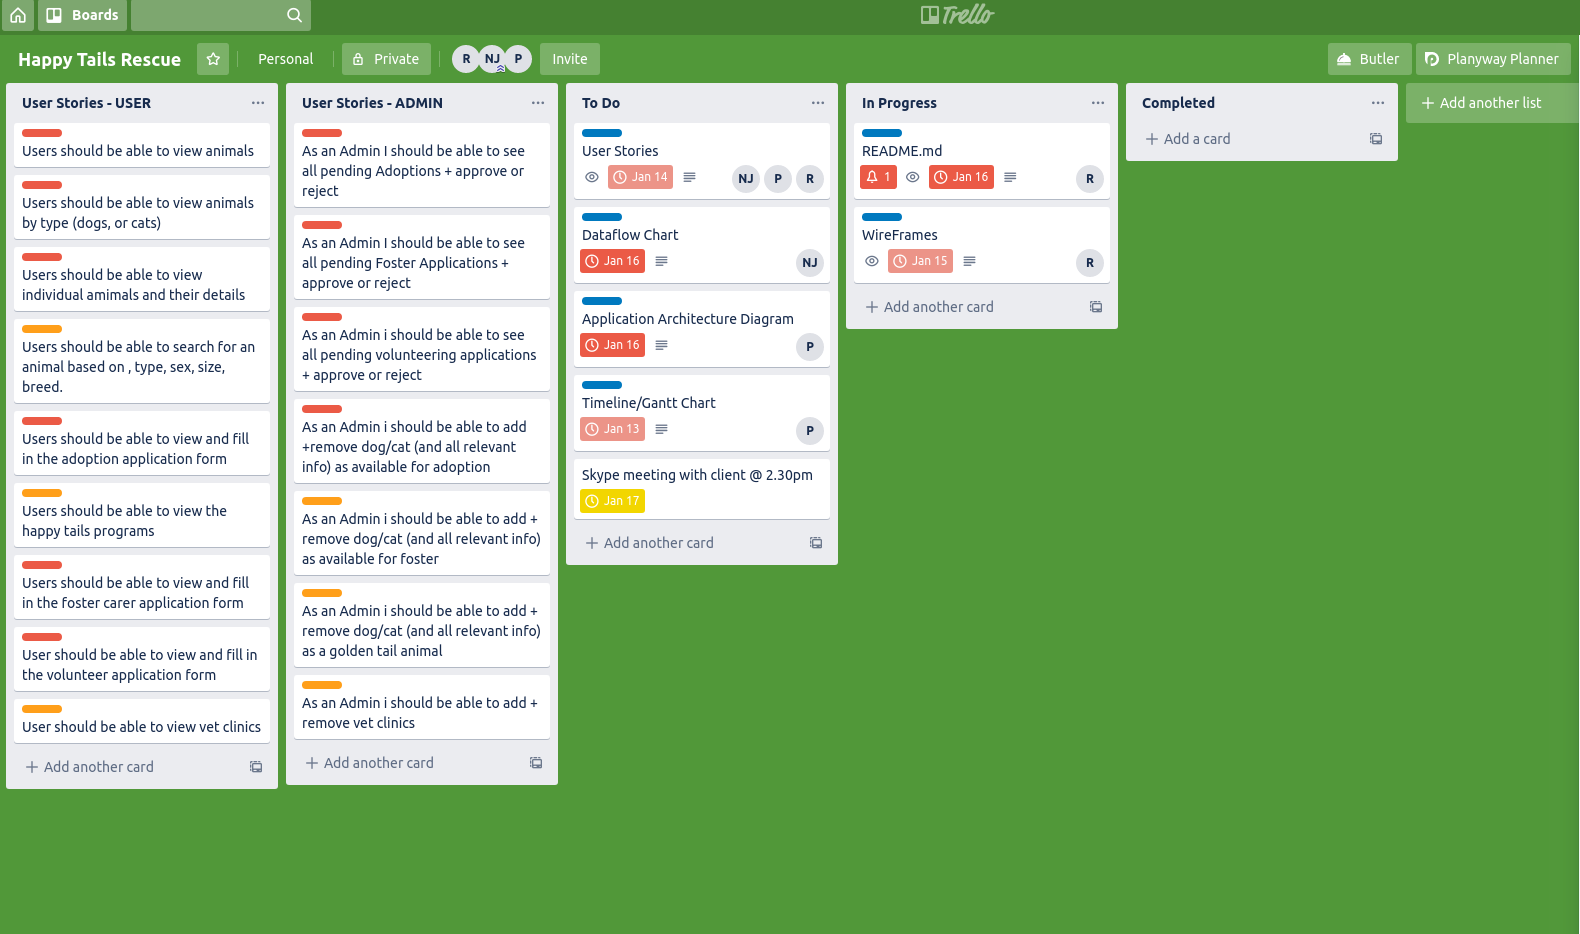 Boards
Trello
Happy Tails Rescue
Personal
Private
R
NJ
P
Invite
Butler
Planyway Planner
User Stories - USER
Users should be able to view animals
Users should be able to view animals
by type (dogs, or cats)
Users should be able to view
individual amimals and their details
Users should be able to search for an
animal based on , type, sex, size,
breed.
Users should be able to view and fill
in the adoption application form
Users should be able to view the
happy tails programs
Users should be able to view and fill
in the foster carer application form
User should be able to view and fill in
the volunteer application form
User should be able to view vet clinics
Add another card
User Stories - ADMIN
As an Admin I should be able to see
all pending Adoptions + approve or
reject
As an Admin I should be able to see
all pending Foster Applications +
approve or reject
As an Admin i should be able to see
all pending volunteering applications
+ approve or reject
As an Admin i should be able to add
+remove dog/cat (and all relevant
info) as available for adoption
As an Admin i should be able to add +
remove dog/cat (and all relevant info)
as available for foster
As an Admin i should be able to add +
remove dog/cat (and all relevant info)
as a golden tail animal
As an Admin i should be able to add +
remove vet clinics
Add another card
To Do
User Stories
Jan 14
NJ
P
R
Dataflow Chart
Jan 16
NJ
Application Architecture Diagram
Jan 16
P
Timeline/Gantt Chart
Jan 13
P
Skype meeting with client @ 2.30pm
Jan 17
Add another card
In Progress
README.md
1
Jan 16
R
WireFrames
Jan 15
R
Add another card
Completed
Add a card
Add another list